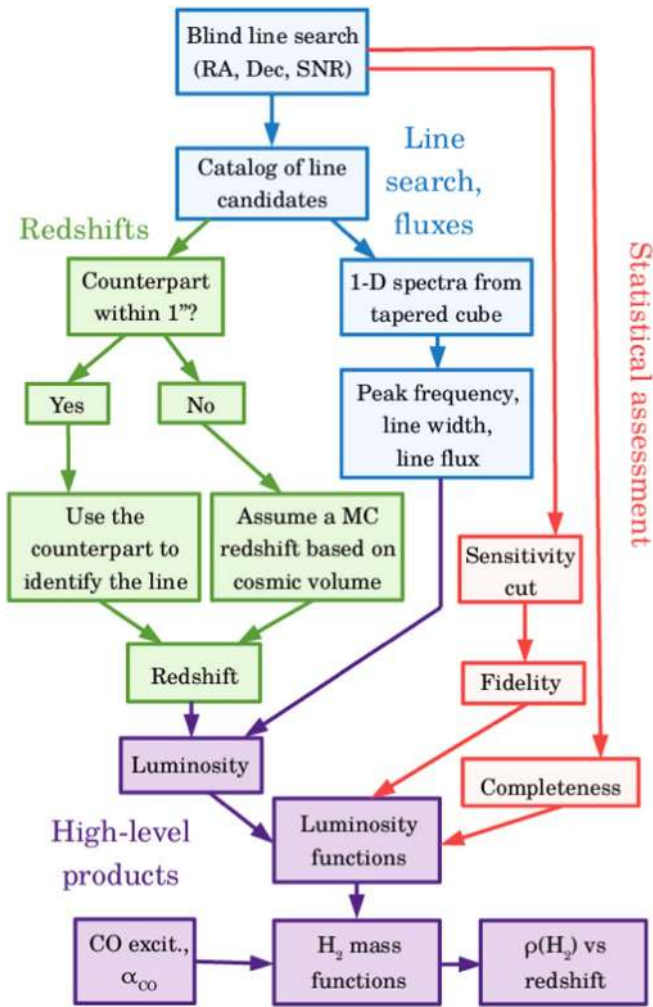 Blind line search
(RA, Dec, SNR)
Line
search,
fluxes
Catalog of line
candidates
Redshifts
Counterpart
within 1”?
1-D spectra from
tapered cube
Statistical assessment
Yes
No
Peak frequency,
line width,
line flux
Use the
counterpart to
identify the line
Assume a MC
redshift based on
cosmic volume
Sensitivity
cut
Redshift
Fidelity
Luminosity
Completeness
High-level
products
Luminosity
functions
CO excit.,
α_CO
H₂ mass
functions
ρ(H₂) vs
redshift